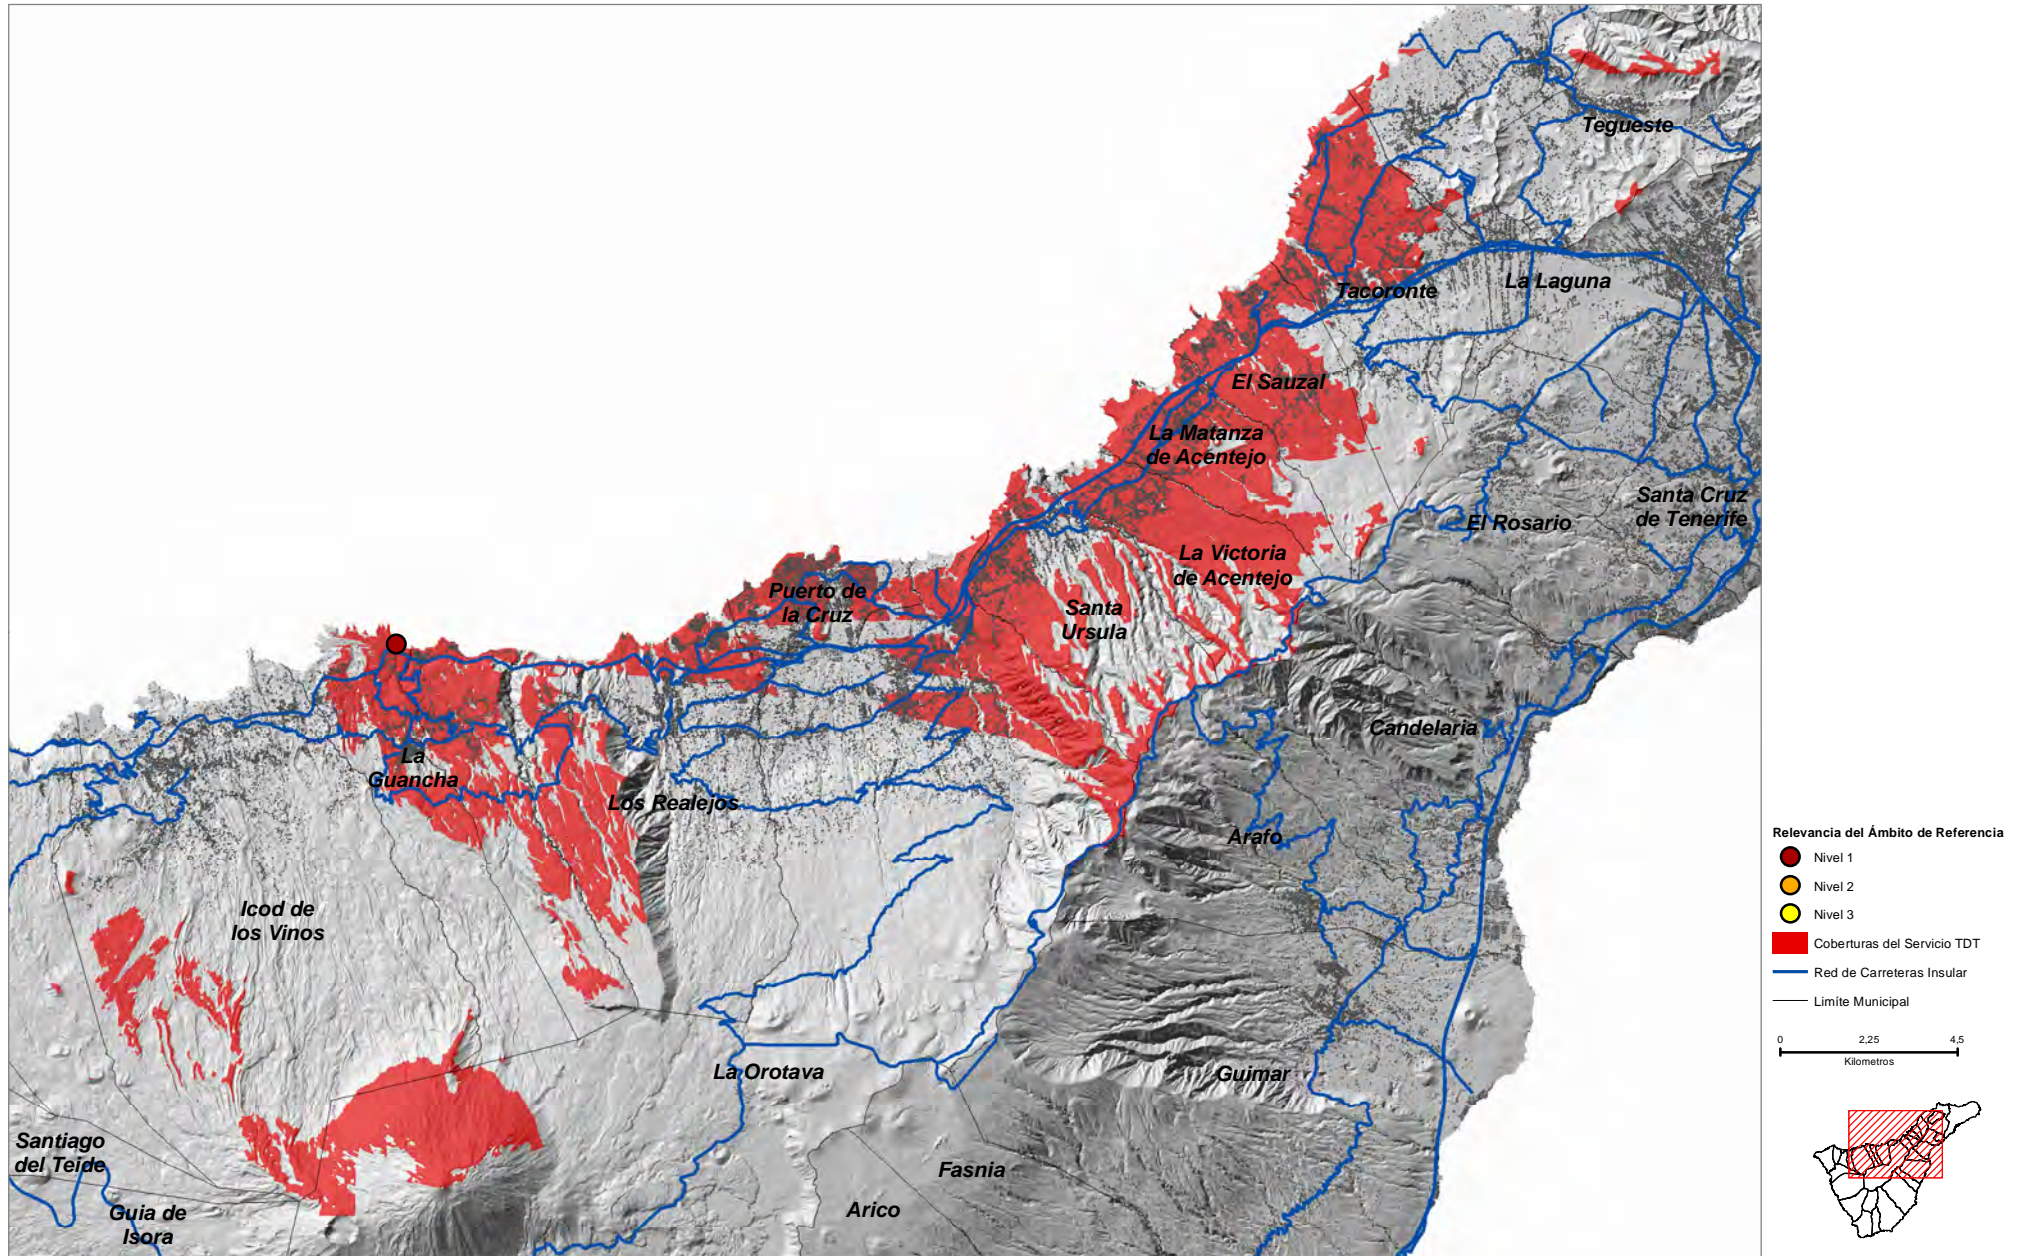 Tegueste
La Laguna
Tacoronte
El Sauzal
La Matanza
de Acentejo
Santa Cruz
de Tenerife
El Rosario
La Victoria
de Acentejo
Puerto de
la Cruz
Santa
Ursula
Candelaria
La
Guancha
Los Realejos
Arafo
Icod de
los Vinos
La Orotava
Guimar
Santiago
del Teide
Fasnia
Guia de
Isora
Arico
Relevancia del Ámbito de Referencia
Nivel 1
Nivel 2
Nivel 3
Coberturas del Servicio TDT
Red de Carreteras Insular
Limíte Municipal
0 2,25 4,5
Kilometros